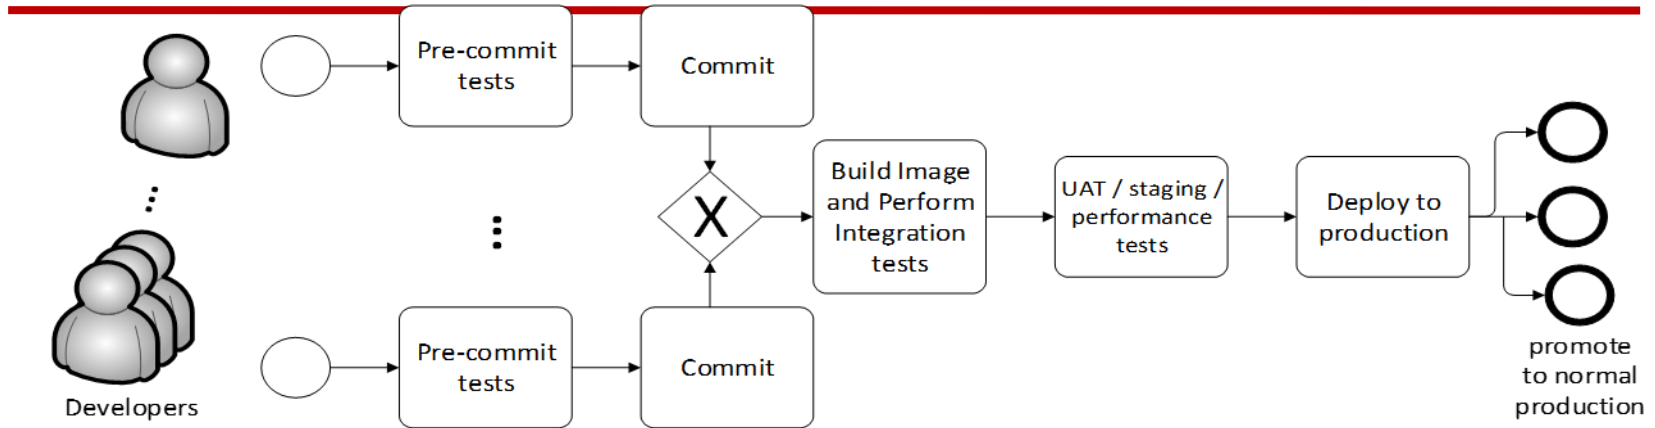 Pre-commit
tests
Commit
X
Build Image
and Perform
Integration
tests
UAT / staging /
performance
tests
Deploy to
production
Pre-commit
tests
Commit
Developers
promote
to normal
production